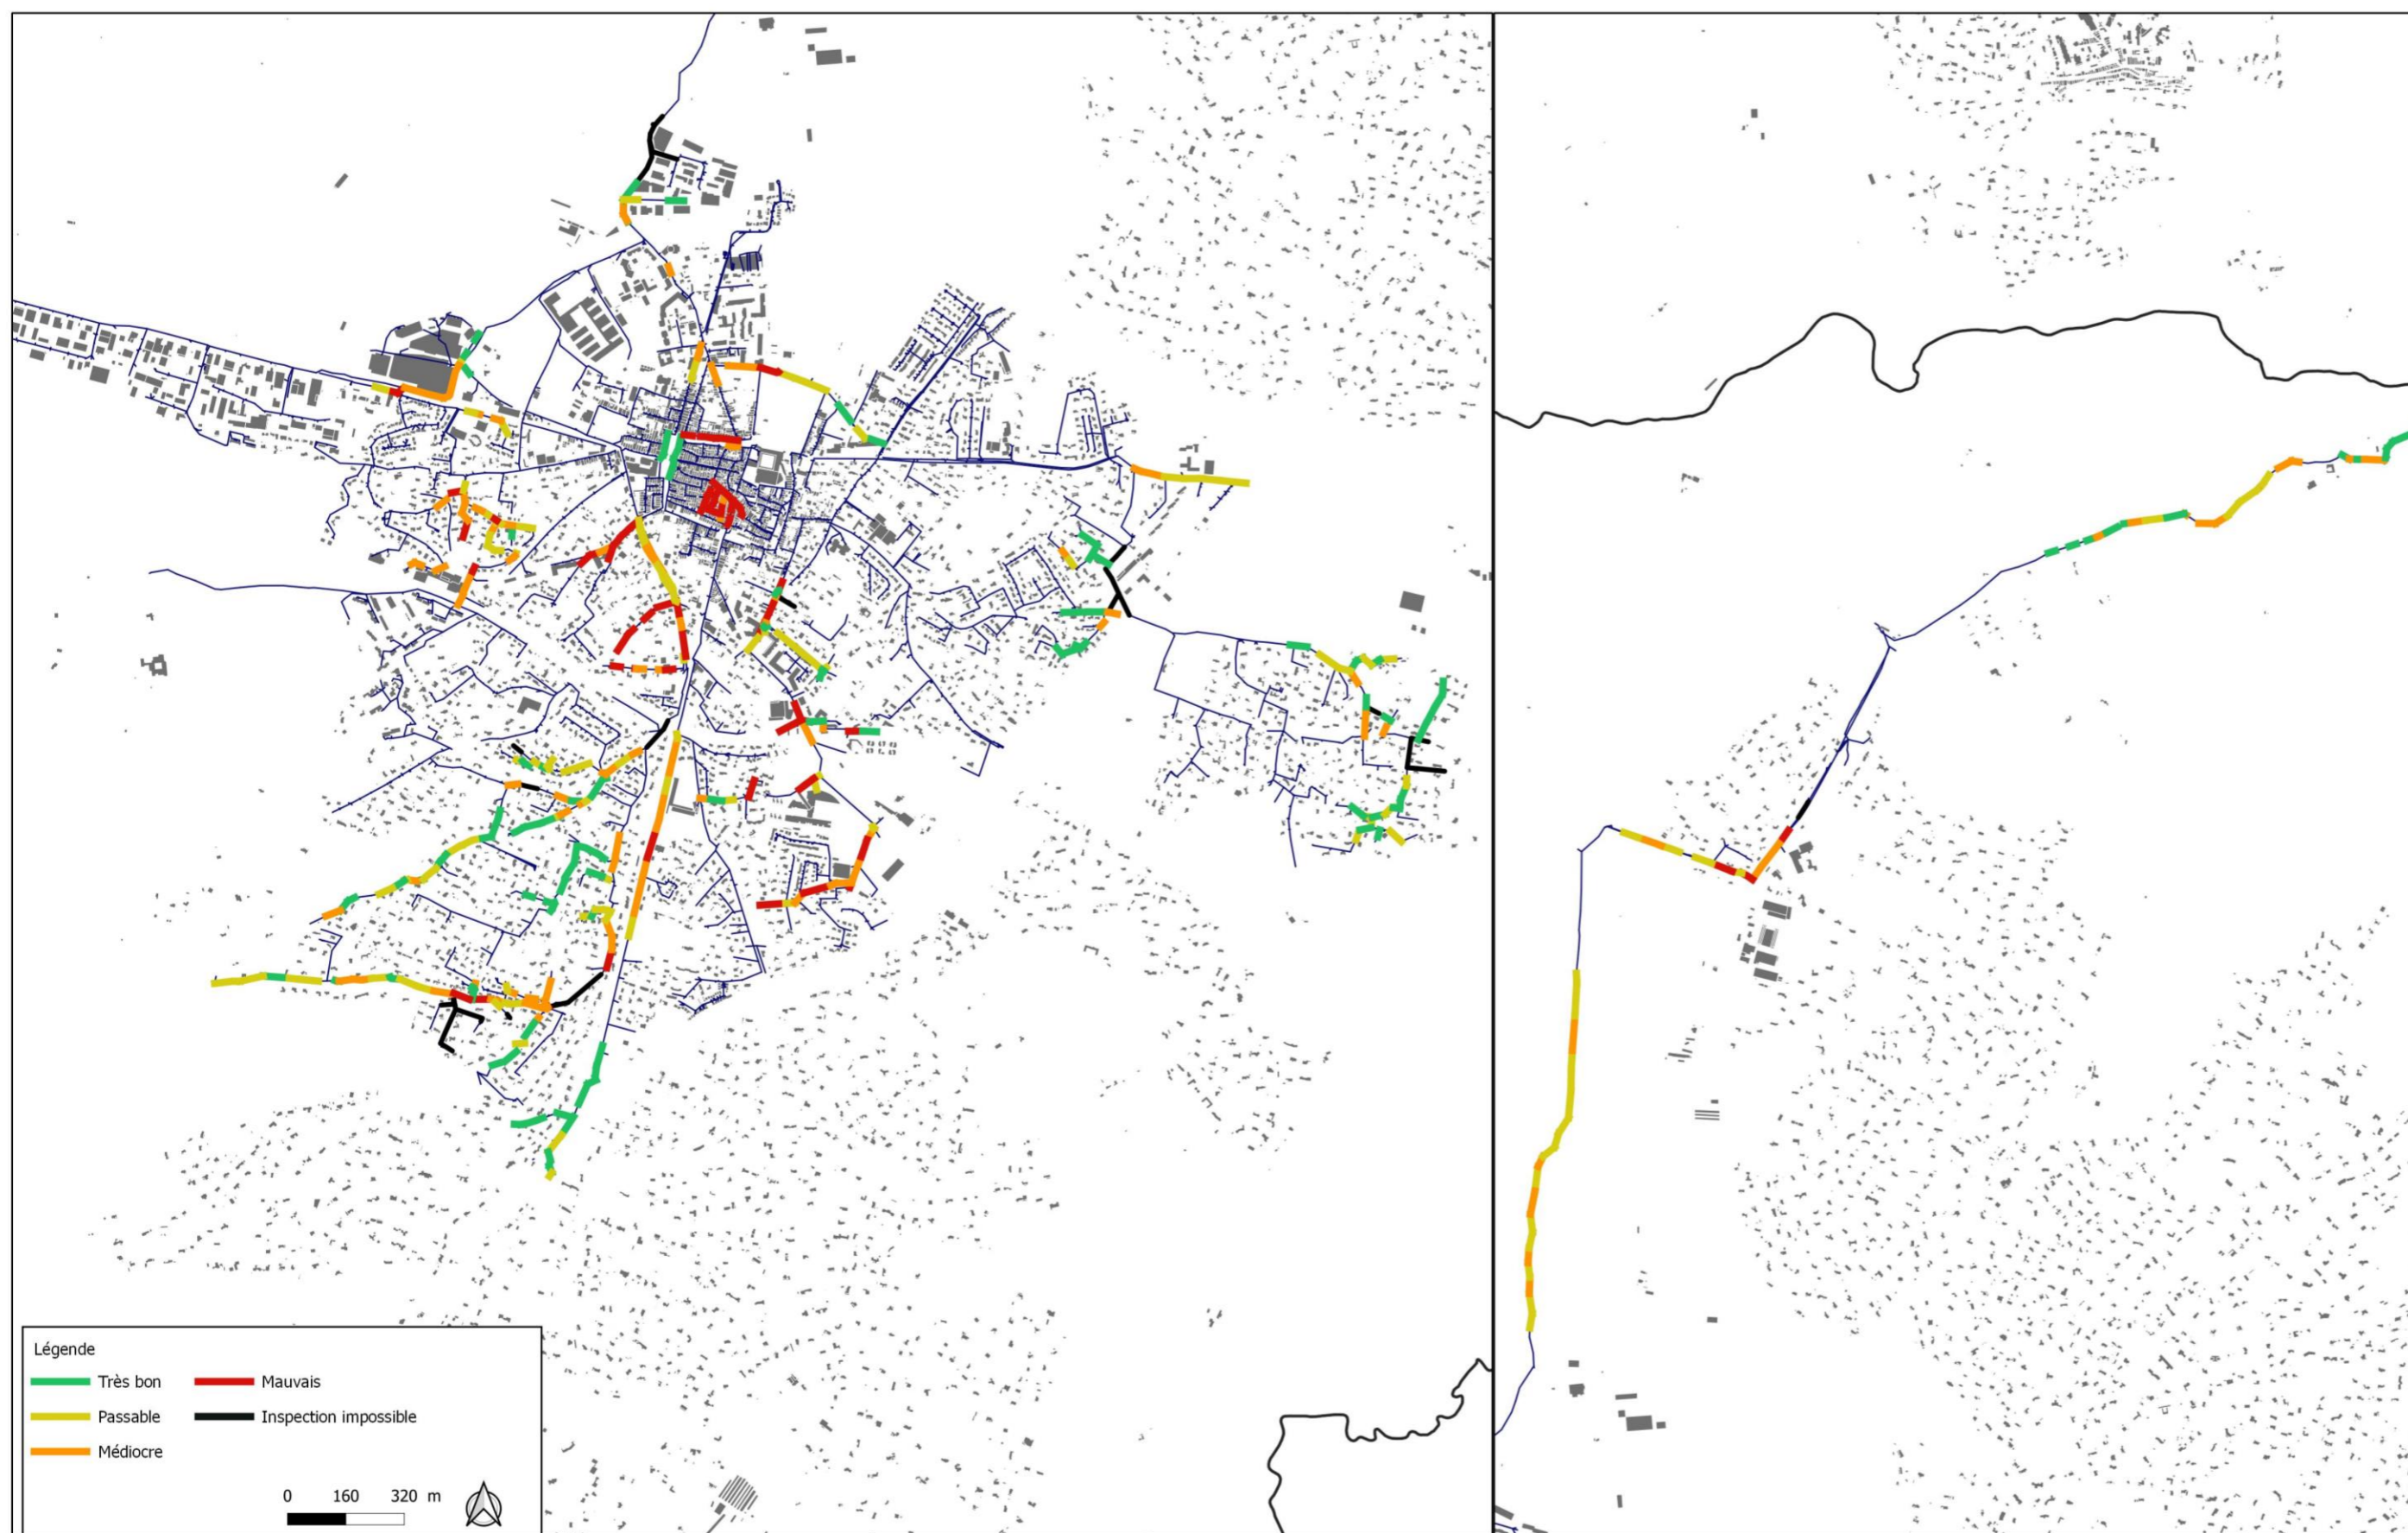 Légende
Très bon
Mauvais
Passable
Inspection impossible
Médiocre
0 160 320 m